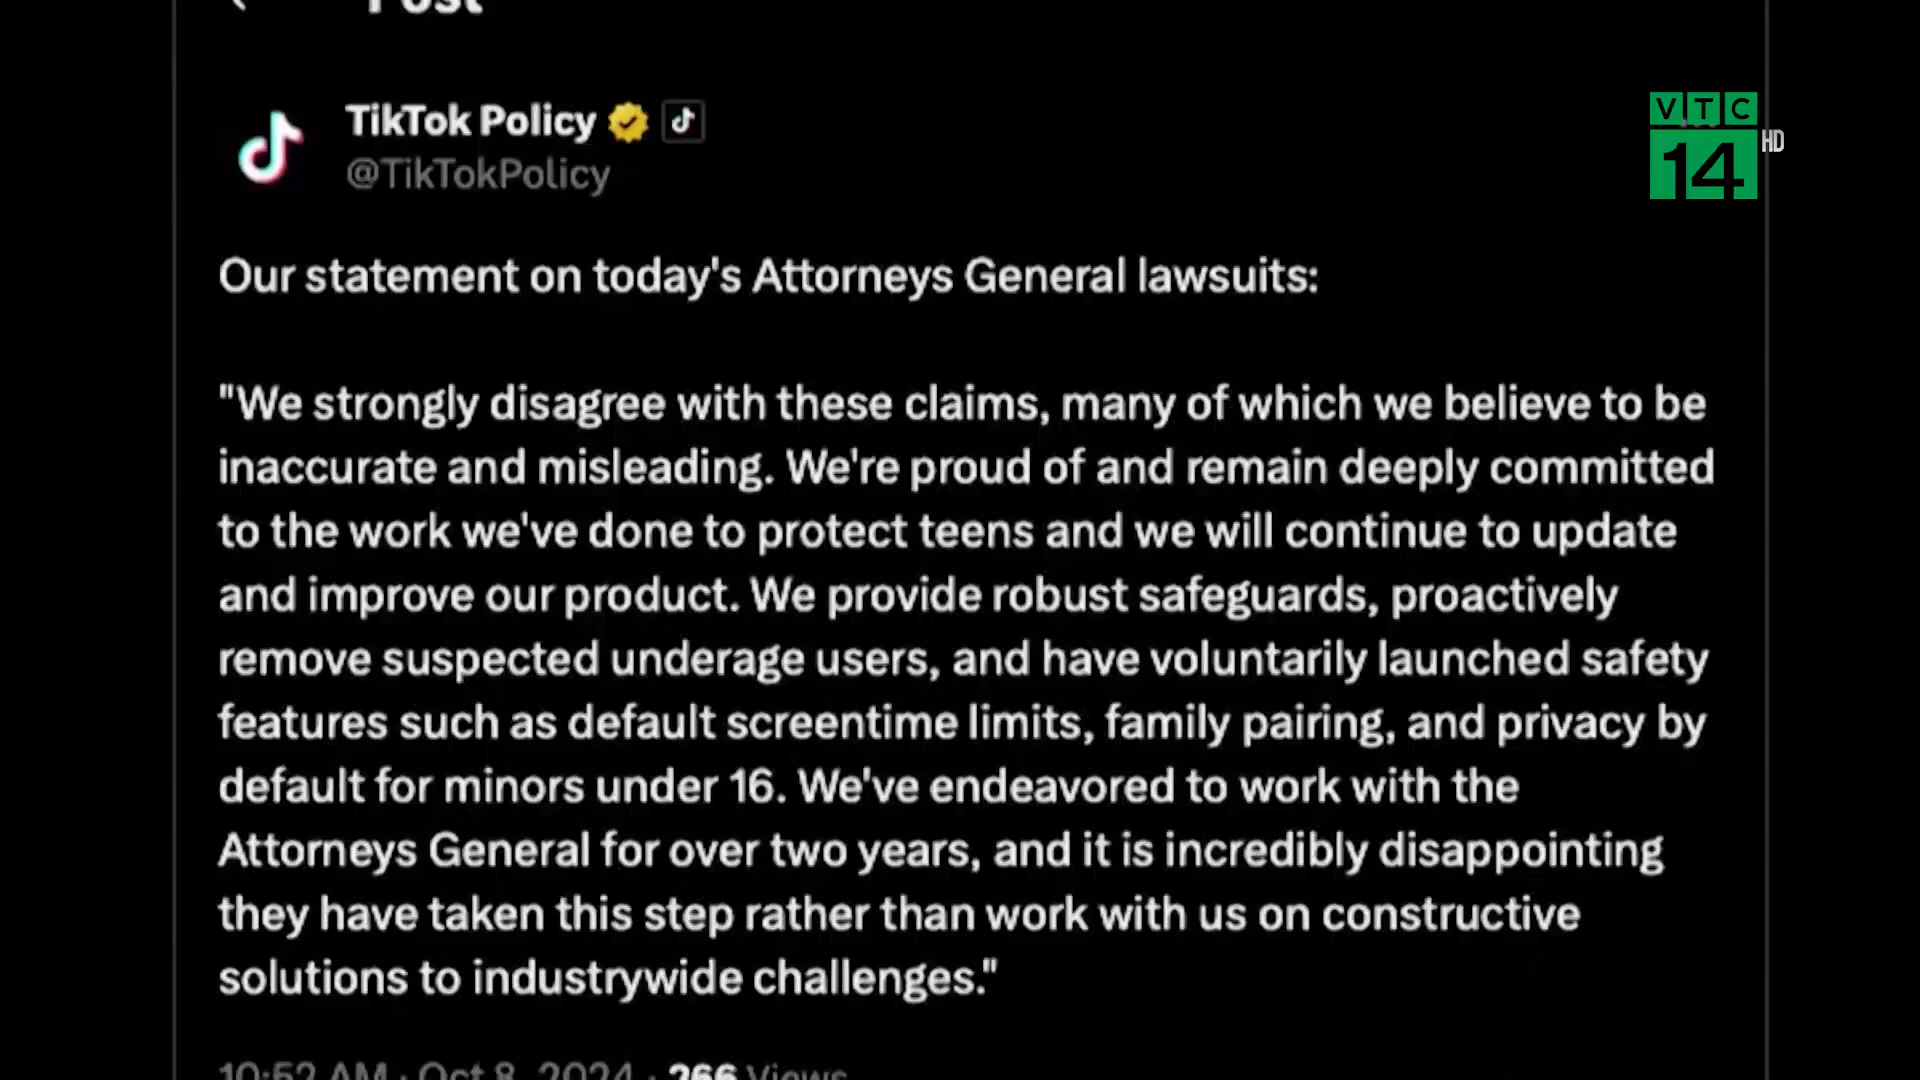 Post
TikTok Policy
@TikTokPolicy
VTC
14
HD
Our statement on today's Attorneys General lawsuits:
"We strongly disagree with these claims, many of which we believe to be
inaccurate and misleading. We're proud of and remain deeply committed
to the work we've done to protect teens and we will continue to update
and improve our product. We provide robust safeguards, proactively
remove suspected underage users, and have voluntarily launched safety
features such as default screentime limits, family pairing, and privacy by
default for minors under 16. We've endeavored to work with the
Attorneys General for over two years, and it is incredibly disappointing
they have taken this step rather than work with us on constructive
solutions to industrywide challenges."
10:52 AM · Oct 8, 2024 · 266 Views